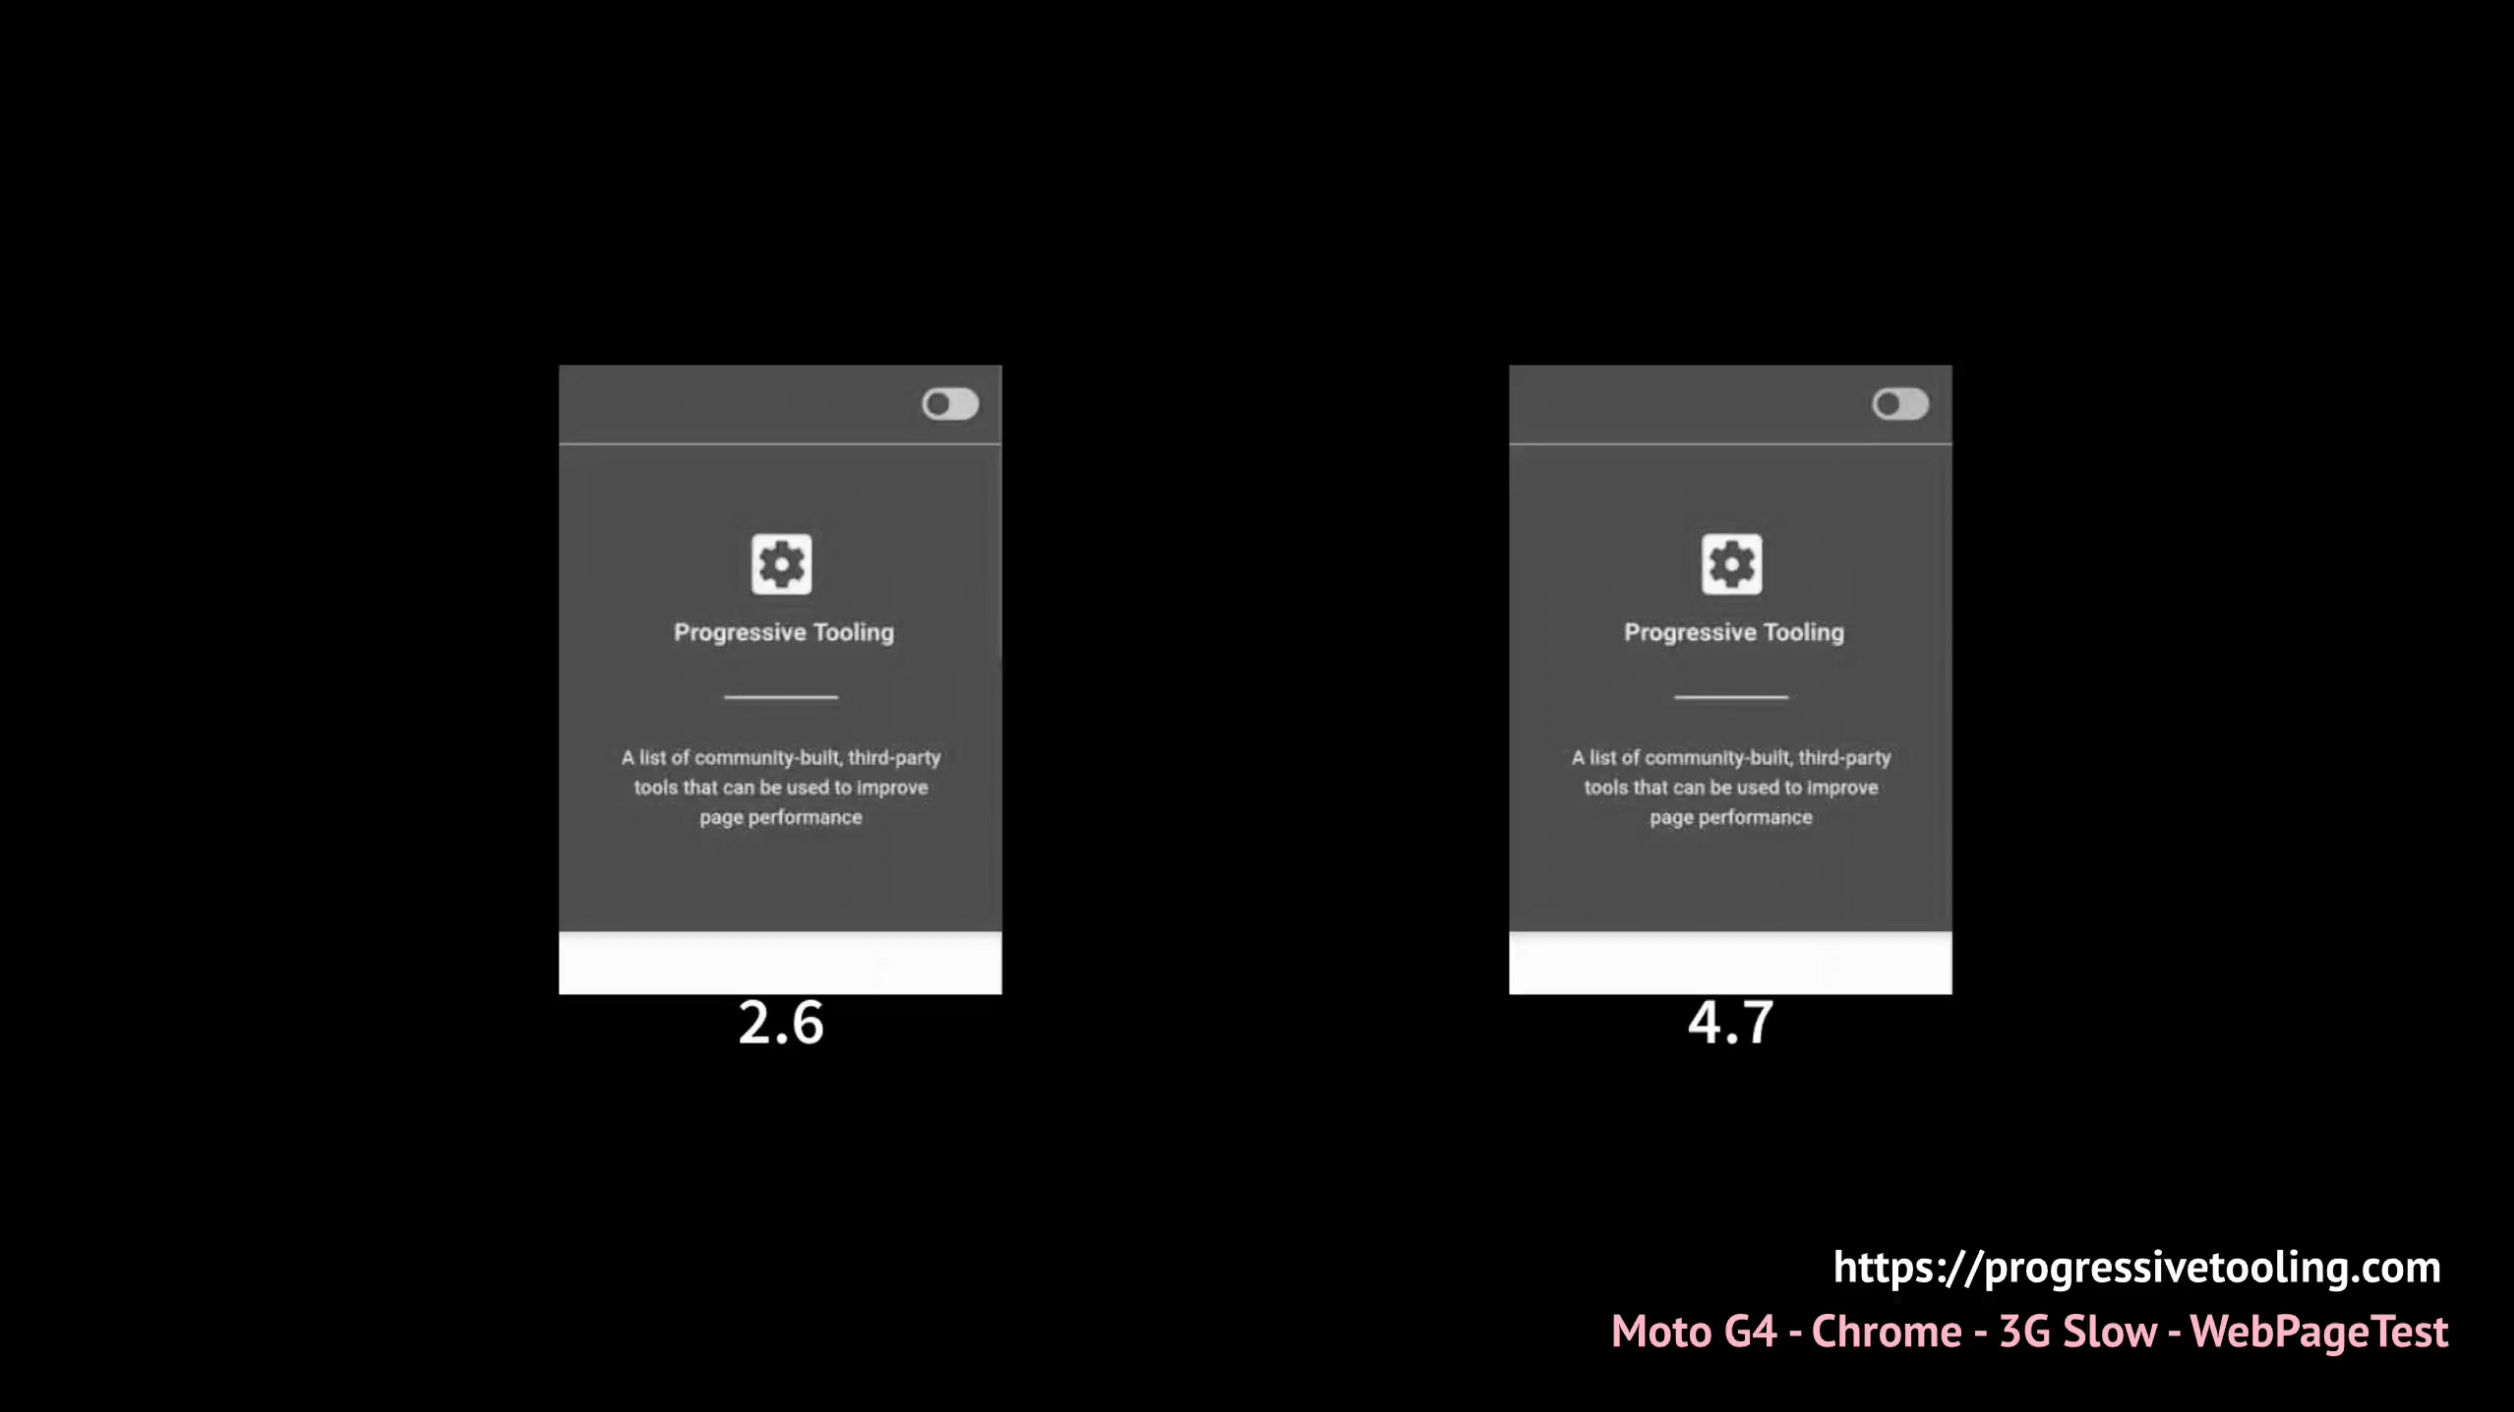 Progressive Tooling
A list of community-built, third-party
tools that can be used to improve
page performance
2.6
Progressive Tooling
A list of community-built, third-party
tools that can be used to improve
page performance
4.7
https://progressivetooling.com
Moto G4 - Chrome - 3G Slow - WebPageTest